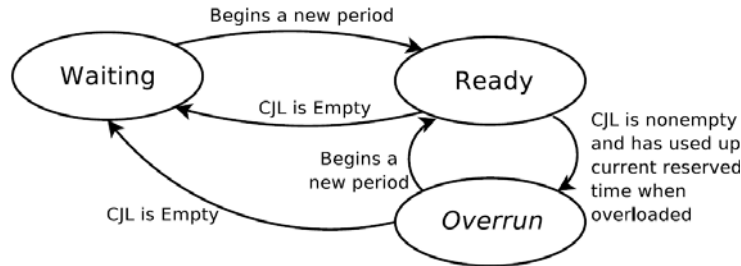 Begins a new period
Waiting
Ready
CJL is Empty
CJL is nonempty
and has used up
current reserved
time when
overloaded
Begins a
new period
CJL is Empty
Overrun